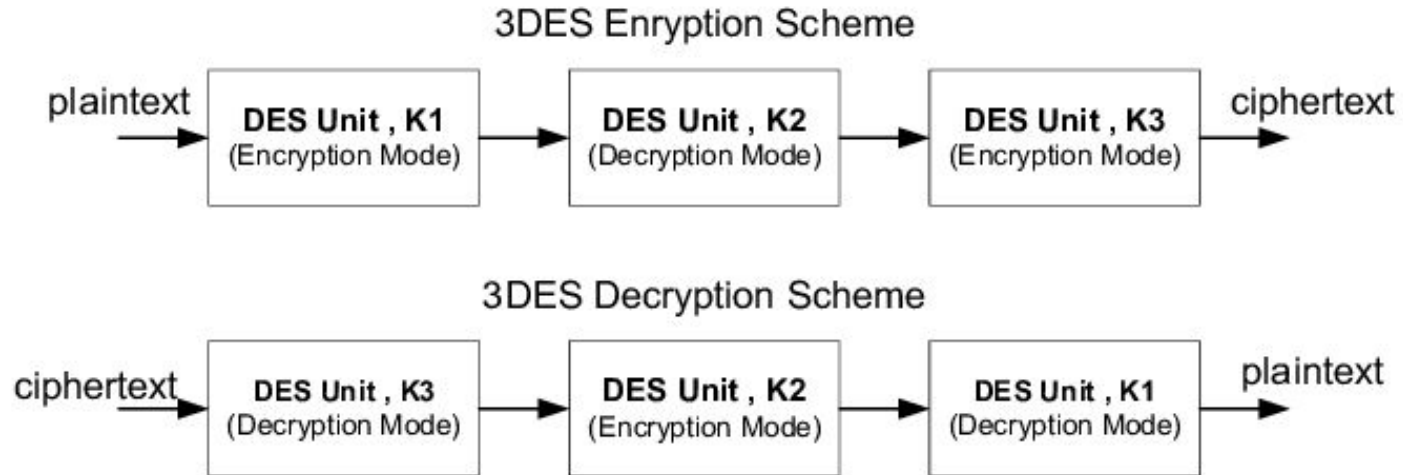 3DES Enryption Scheme
plaintext
DES Unit , K1
(Encryption Mode)
DES Unit , K2
(Decryption Mode)
DES Unit , K3
(Encryption Mode)
ciphertext
3DES Decryption Scheme
ciphertext
DES Unit , K3
(Decryption Mode)
DES Unit , K2
(Encryption Mode)
DES Unit , K1
(Decryption Mode)
plaintext